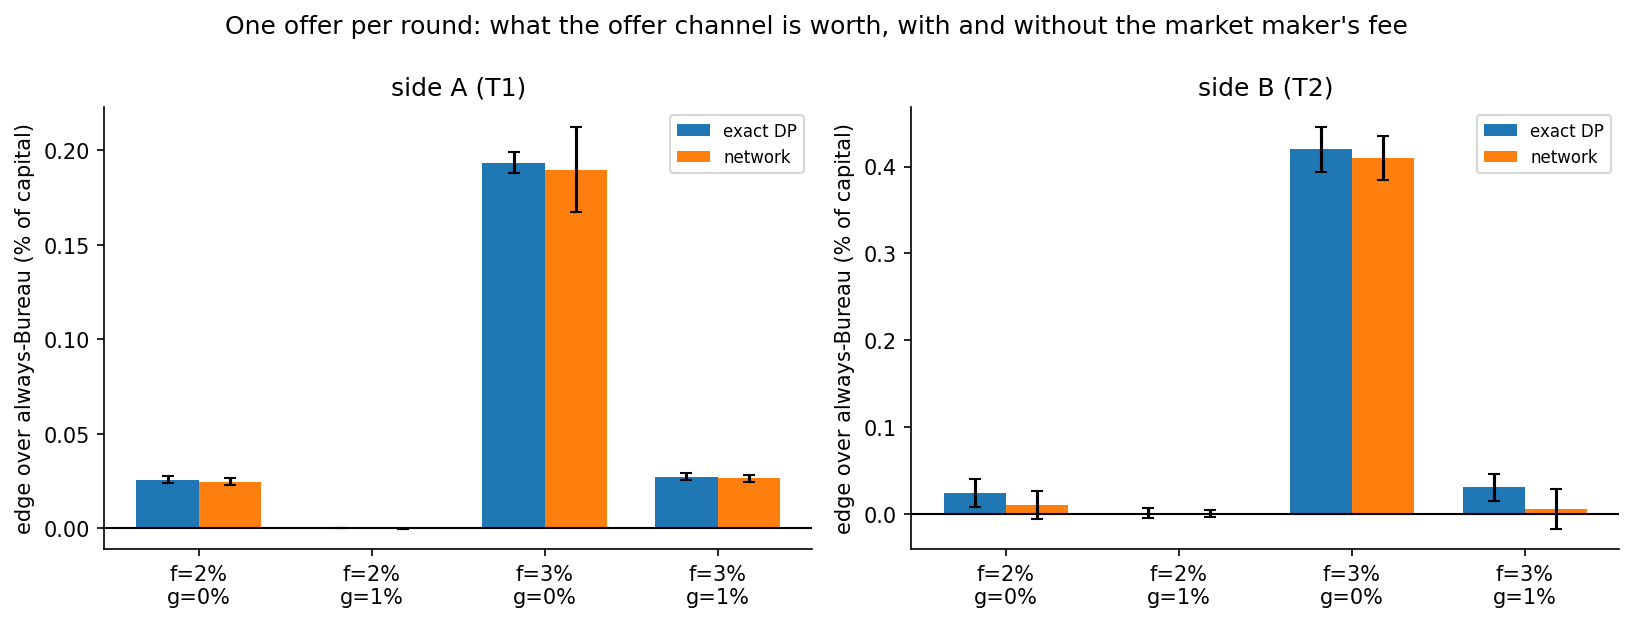 One offer per round: what the offer channel is worth, with and without the market maker's fee
side A (T1)
edge over always-Bureau (% of capital)
0.20
0.15
0.10
0.05
0.00
exact DP
network
f=2%
g=0%
f=2%
g=1%
f=3%
g=0%
f=3%
g=1%
side B (T2)
edge over always-Bureau (% of capital)
0.4
0.3
0.2
0.1
0.0
exact DP
network
f=2%
g=0%
f=2%
g=1%
f=3%
g=0%
f=3%
g=1%